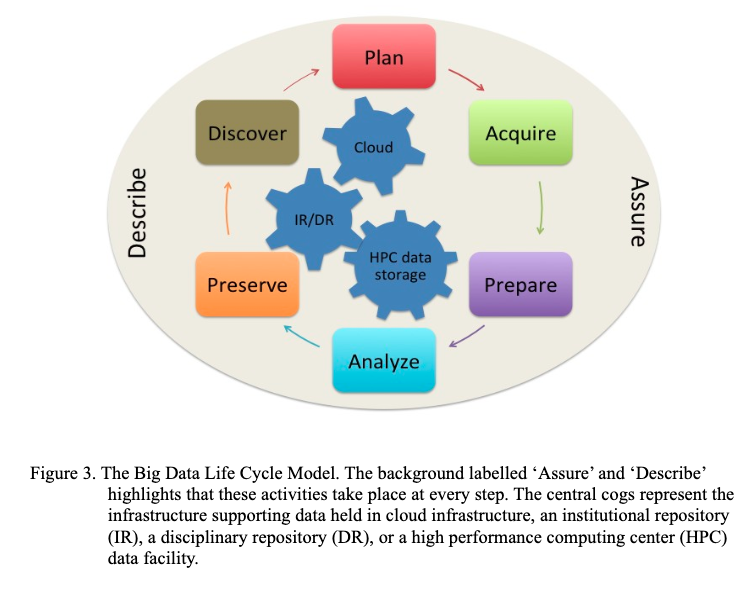 Plan
Discover
Acquire
Cloud
Describe
Assure
IR/DR
HPC data
storage
Preserve
Prepare
Analyze
Figure 3. The Big Data Life Cycle Model. The background labelled ‘Assure’ and ‘Describe’
highlights that these activities take place at every step. The central cogs represent the
infrastructure supporting data held in cloud infrastructure, an institutional repository
(IR), a disciplinary repository (DR), or a high performance computing center (HPC)
data facility.